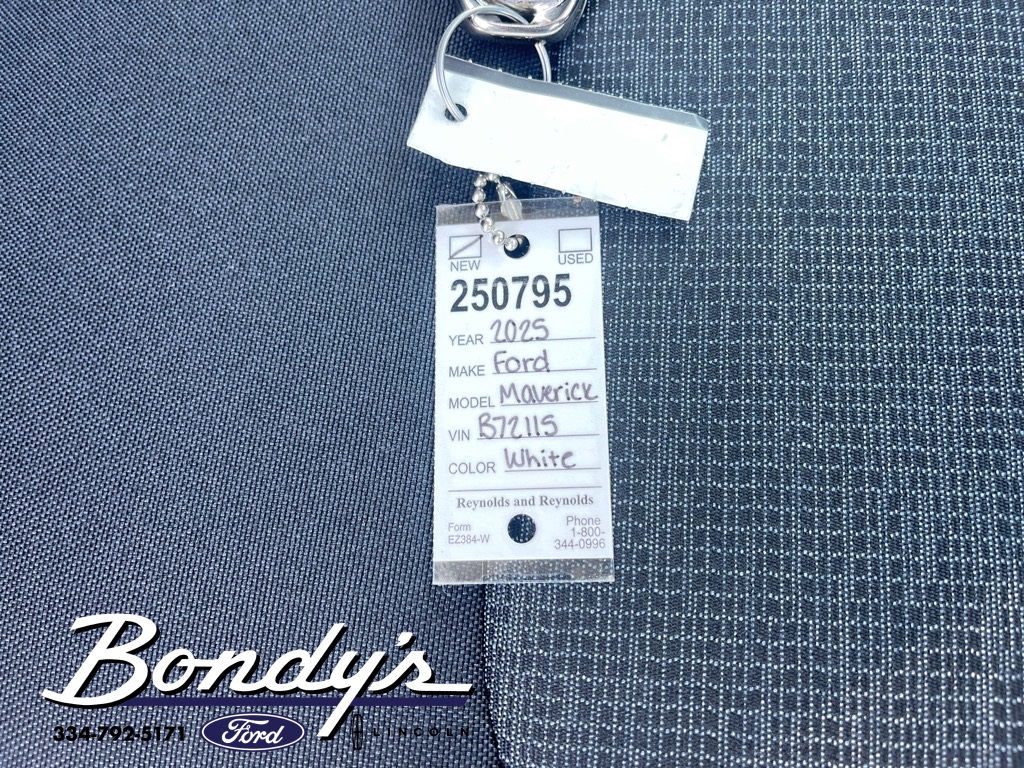 NEW USED
250795
YEAR 2025
MAKE Ford
MODEL Maverick
VIN B72115
COLOR White
Reynolds and Reynolds
Form
EZ384-W
Phone
1-800-
344-0996
Bondy's
334-792-5171 Ford LINCOLN